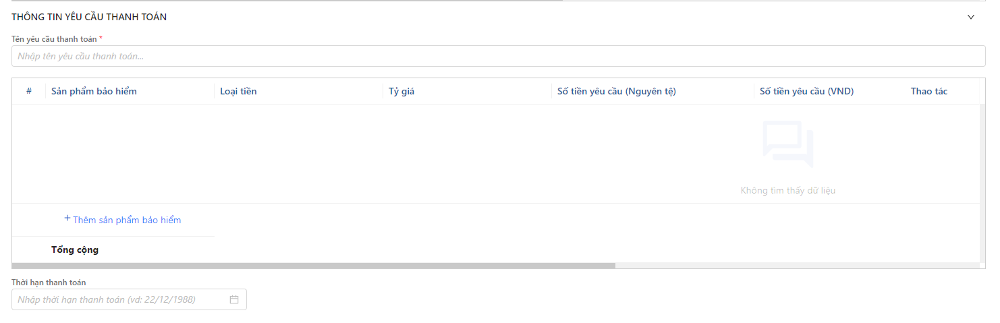 THÔNG TIN YÊU CẦU THANH TOÁN
Tên yêu cầu thanh toán *
Nhập tên yêu cầu thanh toán...
# Sản phẩm bảo hiểm Loại tiền Tỷ giá Số tiền yêu cầu (Nguyên tệ) Số tiền yêu cầu (VND) Thao tác
Không tìm thấy dữ liệu
+ Thêm sản phẩm bảo hiểm
Tổng cộng
Thời hạn thanh toán
Nhập thời hạn thanh toán (vd: 22/12/1988)